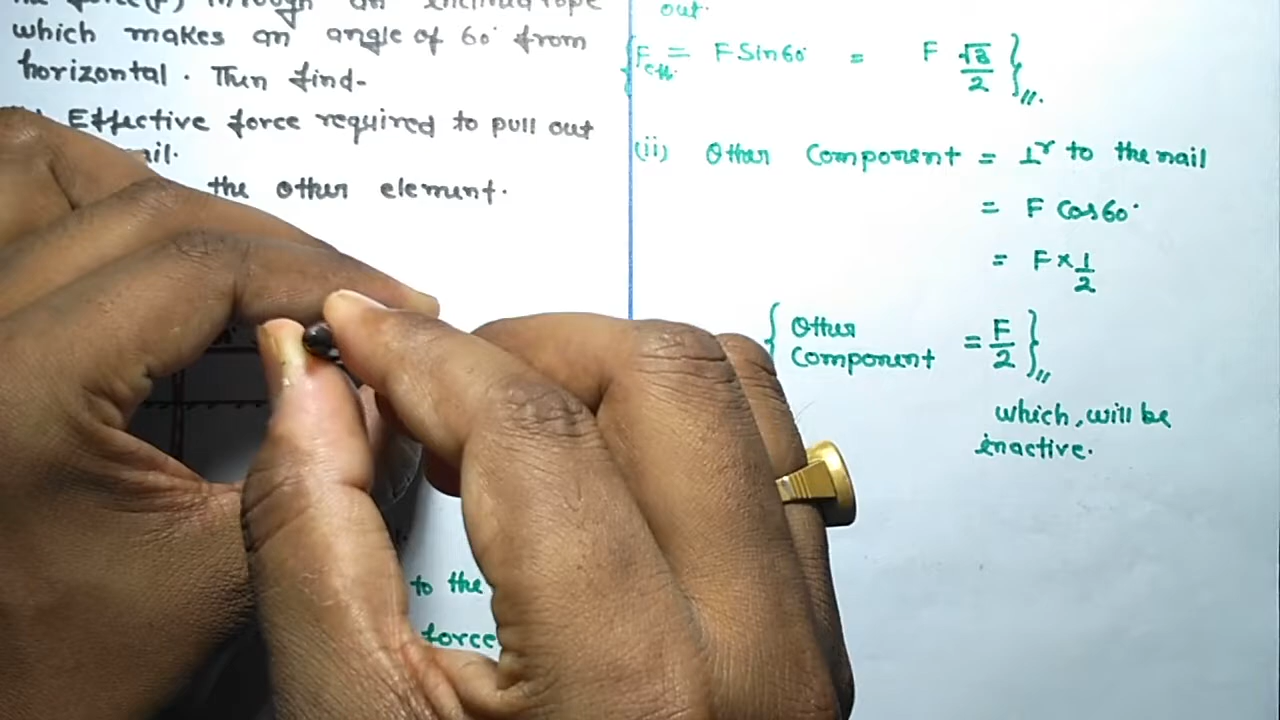 which makes an angle of 60° from
horizontal. Then find-
Effective force required to pull out
the other element.
to the
force
out.
{F eff. = F Sin60° = F √3/2}
(ii) Other Component = ⊥r to the nail
= F Cos60°
= F × 1/2
{Other Component = F/2}
which, will be
inactive.